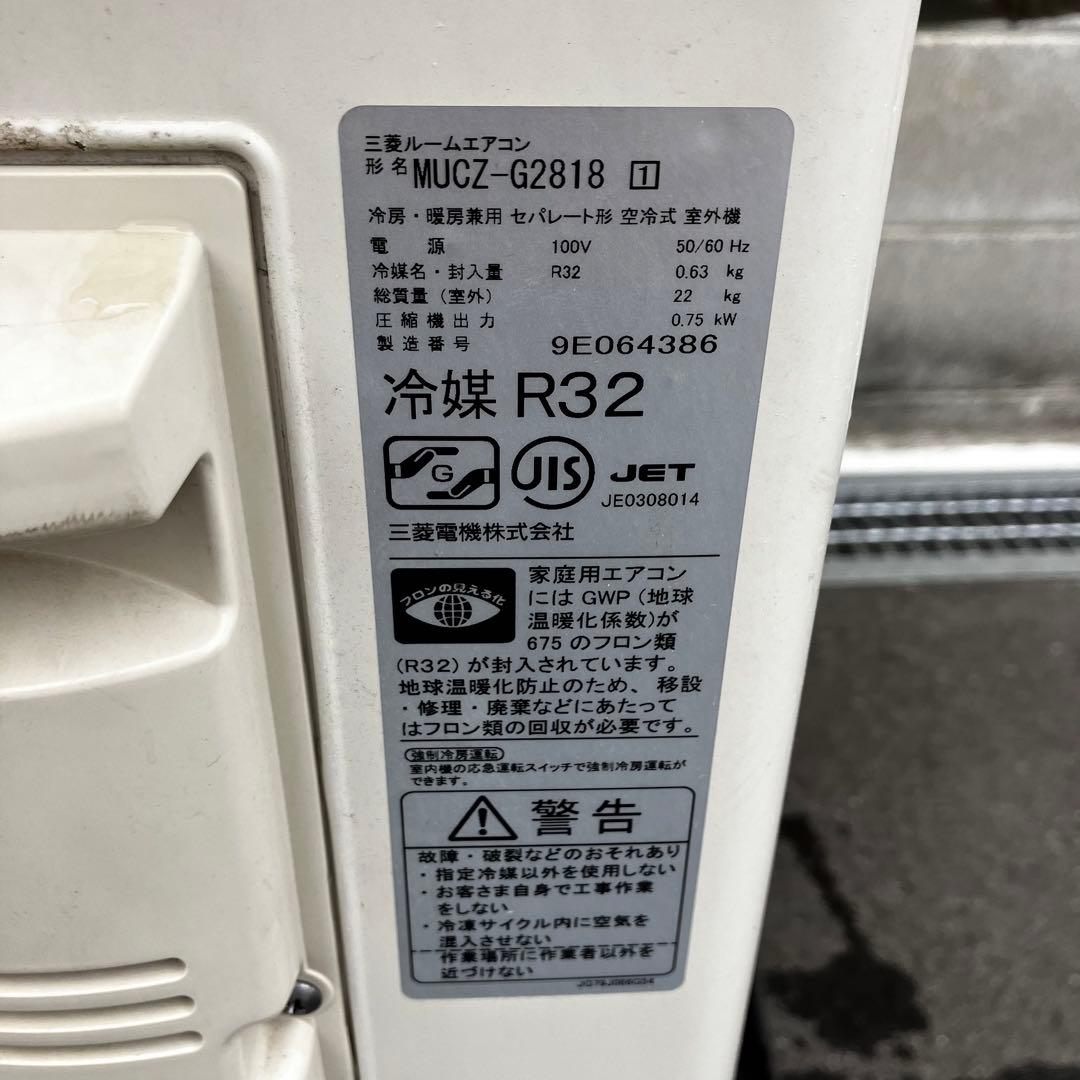 三菱ルームエアコン
形名 MUCZ-G2818 1
冷房・暖房兼用 セパレート形 空冷式 室外機
電源 100V 50/60 Hz
冷媒名・封入量 R32 0.63 kg
総質量（室外） 22 kg
圧縮機出力 0.75 kW
製造番号 9E064386
冷媒 R32
G JIS JET
JE0308014
三菱電機株式会社
フロンの見える化
家庭用エアコン
には GWP（地球
温暖化係数)が
675 のフロン類
(R32) が封入されています。
地球温暖化防止のため、移設
・修理・廃棄などにあたって
はフロン類の回収が必要です。
強制冷房運転
室内機の応急運転スイッチで強制冷房運転が
できます。
警告
故障・破裂などのおそれあり
・指定冷媒以外を使用しない
・お客さま自身で工事作業
をしない
・冷凍サイクル内に空気を
混入させない
作業場所に作業者以外を
近づけない